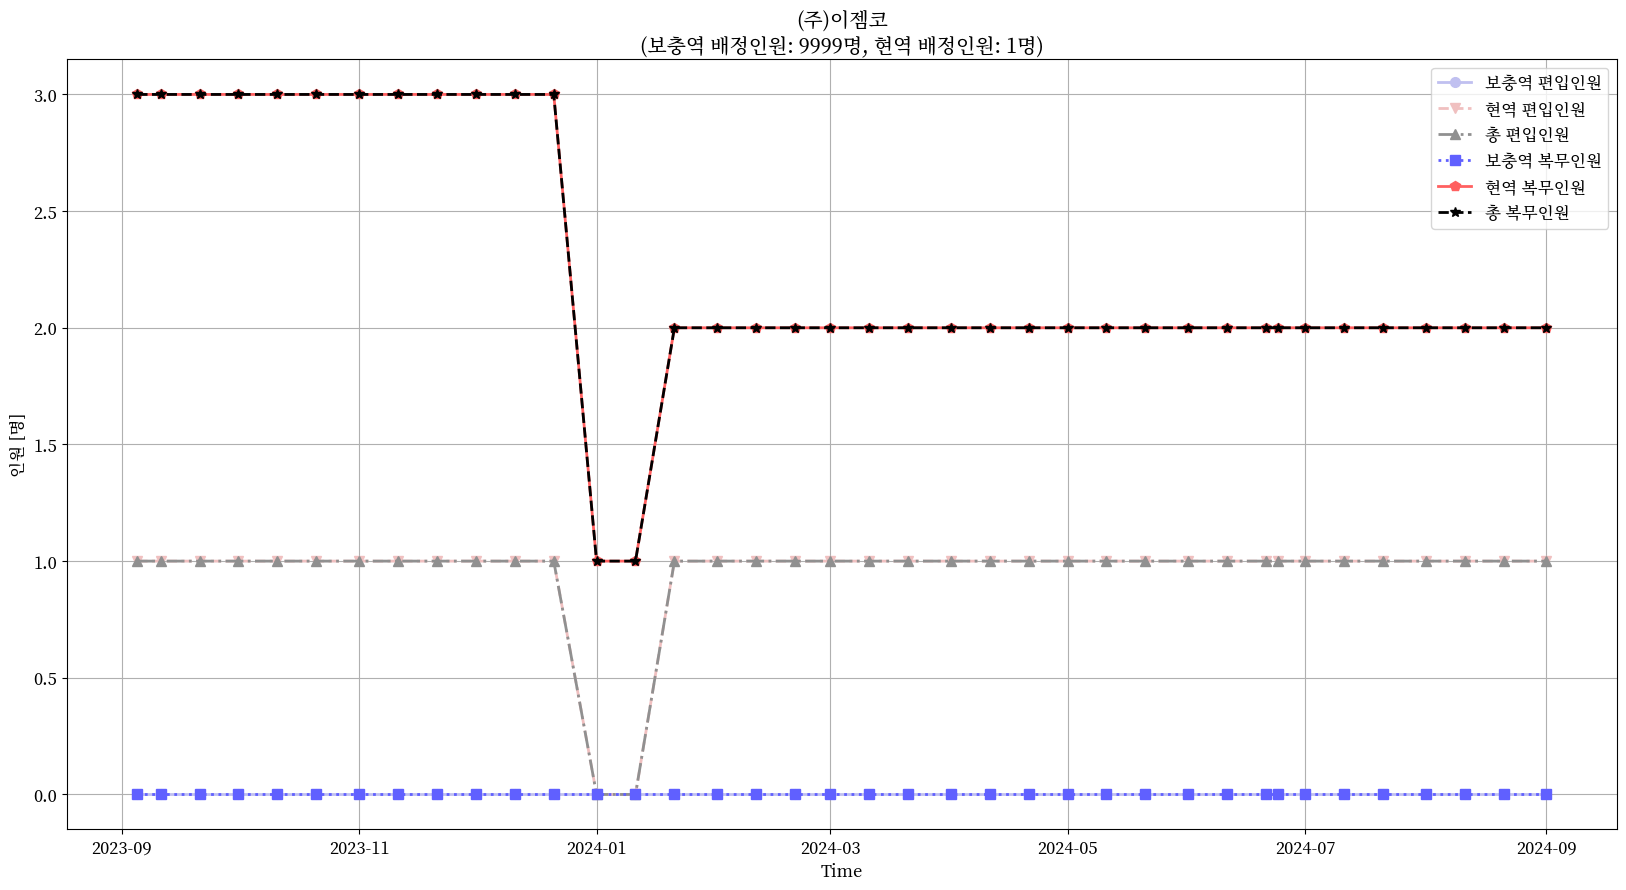 (주)이젬코
(보충역 배정인원: 9999명, 현역 배정인원: 1명)
보충역 편입인원
현역 편입인원
총 편입인원
보충역 복무인원
현역 복무인원
총 복무인원
인원 [명]
3.0
2.5
2.0
1.5
1.0
0.5
0.0
2023-09
2023-11
2024-01
2024-03
2024-05
2024-07
2024-09
Time